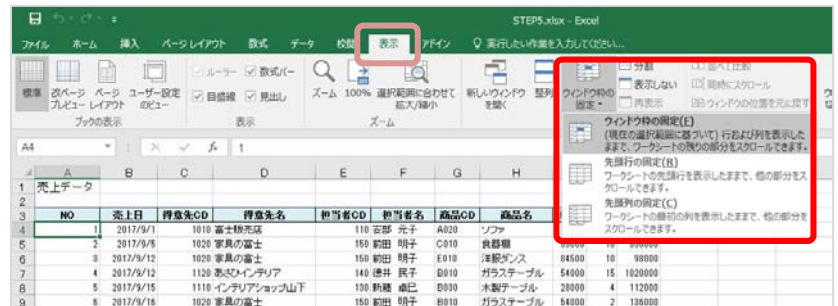 STEP5.xlsx - Excel
ファイル ホーム 挿入 ページレイアウト 数式 データ 校閲 表示 アドイン 実行したい作業を入力してください...
ルーラー 数式バー 分割 並べて比較
標準 改ページ ページ ユーザー設定 目盛線 見出し ズーム 100% 選択範囲に合わせて 新しいウィンドウ 整列 ウィンドウ枠の 表示しない 同時にスクロール
プレビュー レイアウト のビュー 拡大/縮小 を開く 固定 再表示 ウィンドウの位置を元に戻す
ブックの表示 表示 ズーム
ウィンドウ枠の固定(F)
(現在の選択範囲に基づいて) 行および列を表示した
ままで、ワークシートの残りの部分をスクロールできます。
先頭行の固定(R)
ワークシートの先頭行を表示したままで、他の部分をス
クロールできます。
先頭列の固定(C)
ワークシートの最初の列を表示したままで、他の部分を
スクロールできます。
A4 fx 1
A B C D E F G H
1 売上データ
2
3 NO 売上日 得意先CD 得意先名 担当者CD 担当者名 商品CD 商品名
4 1 2017/9/1 1010 富士販売店 110 安部 元子 A020 ソファ
5 2 2017/9/5 1020 家具の富士 150 前田 明子 C010 食器棚
6 3 2017/9/12 1020 家具の富士 150 前田 明子 E010 洋服ダンス 84500 10 98000
7 4 2017/9/12 1120 あさひインテリア 140 徳井 民子 B010 ガラステーブル 54000 15 1020000
8 5 2017/9/15 1110 インテリアショップ山下 130 新藤 卓巳 B030 木製テーブル 28000 4 112000
9 6 2017/9/16 1020 家具の富士 150 前田 明子 B010 ガラステーブル 54000 2 136000